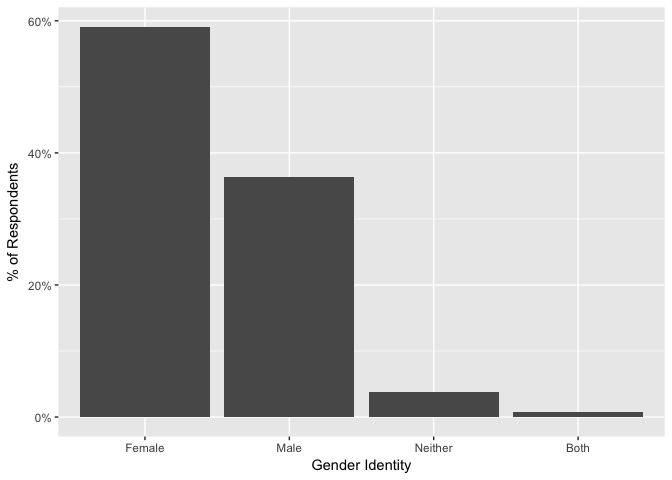 60%
40%
20%
0%
% of Respondents
Female Male Neither Both
Gender Identity